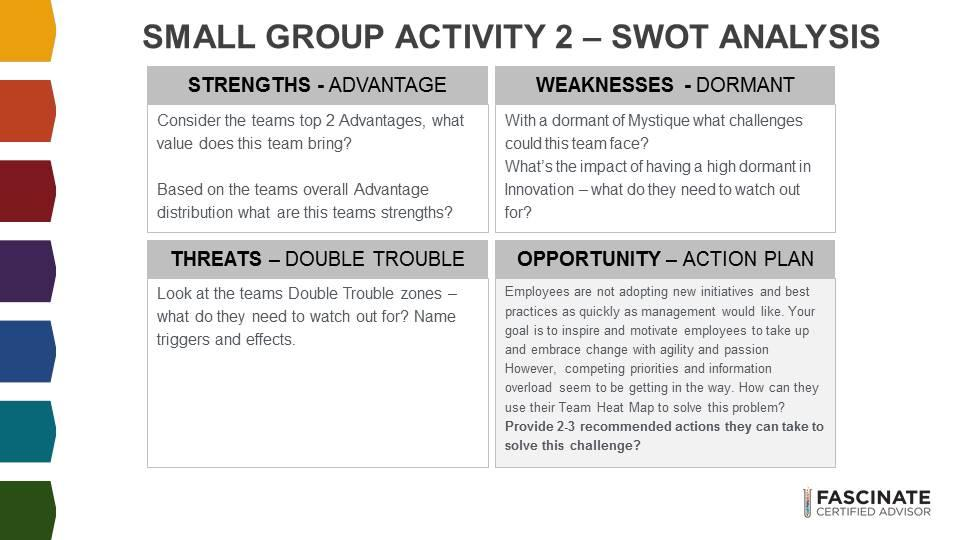 SMALL GROUP ACTIVITY 2 – SWOT ANALYSIS
STRENGTHS - ADVANTAGE
Consider the teams top 2 Advantages, what
value does this team bring?
Based on the teams overall Advantage
distribution what are this teams strengths?
WEAKNESSES - DORMANT
With a dormant of Mystique what challenges
could this team face?
What's the impact of having a high dormant in
Innovation – what do they need to watch out
for?
THREATS – DOUBLE TROUBLE
Look at the teams Double Trouble zones –
what do they need to watch out for? Name
triggers and effects.
OPPORTUNITY – ACTION PLAN
Employees are not adopting new initiatives and best
practices as quickly as management would like. Your
goal is to inspire and motivate employees to take up
and embrace change with agility and passion
However, competing priorities and information
overload seem to be getting in the way. How can they
use their Team Heat Map to solve this problem?
Provide 2-3 recommended actions they can take to
solve this challenge?
FASCINATE
CERTIFIED ADVISOR